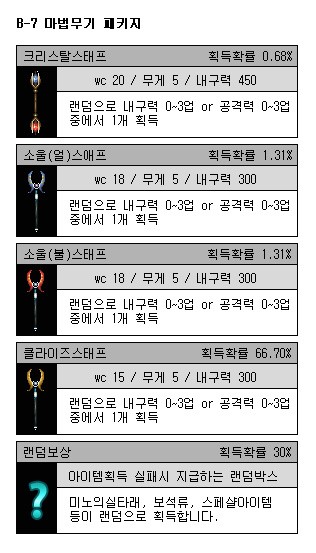 B-7 마법무기 패키지
크리스탈스태프 획득확률 0.68%
wc 20 / 무게 5 / 내구력 450
랜덤으로 내구력 0~3업 or 공격력 0~3업
중에서 1개 획득
소울(얼)스애프 획득확률 1.31%
wc 18 / 무게 5 / 내구력 300
랜덤으로 내구력 0~3업 or 공격력 0~3업
중에서 1개 획득
소울(불)스태프 획득확률 1.31%
wc 18 / 무게 5 / 내구력 300
랜덤으로 내구력 0~3업 or 공격력 0~3업
중에서 1개 획득
클라이즈스태프 획득확률 66.70%
wc 15 / 무게 5 / 내구력 300
랜덤으로 내구력 0~3업 or 공격력 0~3업
중에서 1개 획득
랜덤보상 획득확률 30%
아이템획득 실패시 지급하는 랜덤박스
미노의실타래, 보석류, 스페샬아이템
등이 랜덤으로 획득합니다.